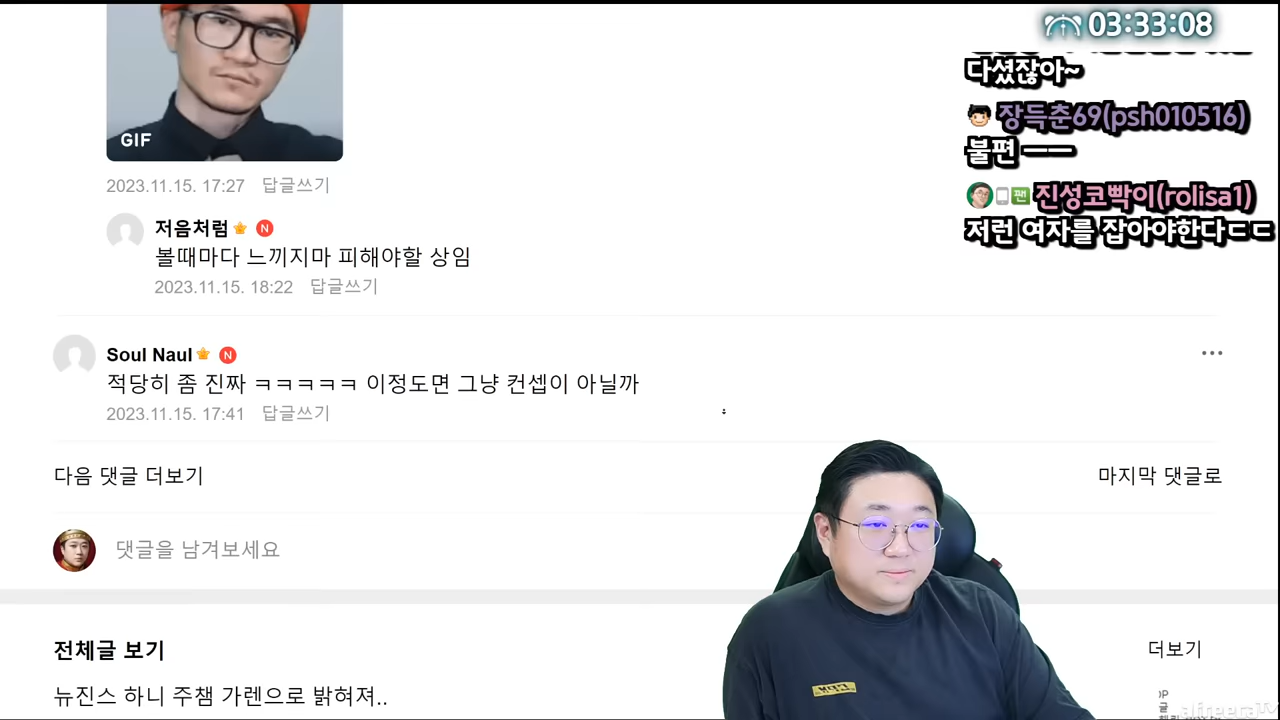 03:33:08
다셨잖아~
장득춘69(psh010516)
불편 ㅡㅡ
팬 진성코빡이(rolisa1)
저런 여자를 잡아야한다ㄷㄷ
GIF
2023.11.15. 17:27 답글쓰기
저음처럼 N
볼때마다 느끼지마 피해야할 상임
2023.11.15. 18:22 답글쓰기
Soul Naul N
적당히 좀 진짜 ㅋㅋㅋㅋㅋ 이정도면 그냥 컨셉이 아닐까
2023.11.15. 17:41 답글쓰기
다음 댓글 더보기
마지막 댓글로
댓글을 남겨보세요
전체글 보기
더보기
뉴진스 하니 주챔 가렌으로 밝혀져..
afreecaTV